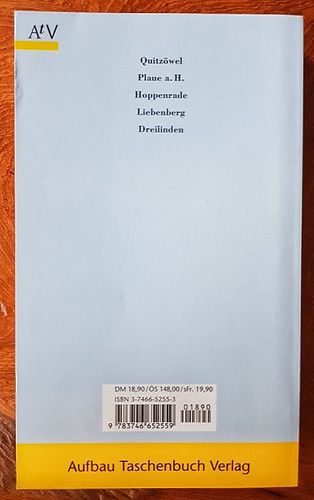 AtV
Quitzöwel
Plaue a. H.
Hoppenrade
Liebenberg
Dreilinden
DM 18,90/ÖS 148,00/sFr. 19,90
ISBN 3-7466-5255-3
01890
9 783746 652559
Aufbau Taschenbuch Verlag